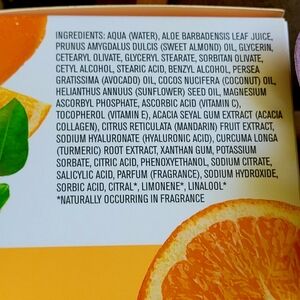 INGREDIENTS: AQUA (WATER), ALOE BARBADENSIS LEAF JUICE,
PRUNUS AMYGDALUS DULCIS (SWEET ALMOND) OIL, GLYCERIN,
CETEARYL OLIVATE, GLYCERYL STEARATE, SORBITAN OLIVATE,
CETYL ALCOHOL, STEARIC ACID, BENZYL ALCOHOL, PERSEA
GRATISSIMA (AVOCADO) OIL, COCOS NUCIFERA (COCONUT) OIL,
HELIANTHUS ANNUUS (SUNFLOWER) SEED OIL, MAGNESIUM
ASCORBYL PHOSPHATE, ASCORBIC ACID (VITAMIN C),
TOCOPHEROL (VITAMIN E), ACACIA SEYAL GUM EXTRACT (ACACIA
COLLAGEN), CITRUS RETICULATA (MANDARIN) FRUIT EXTRACT,
SODIUM HYALURONATE (HYALURONIC ACID), CURCUMA LONGA
(TURMERIC) ROOT EXTRACT, XANTHAN GUM, POTASSIUM
SORBATE, CITRIC ACID, PHENOXYETHANOL, SODIUM CITRATE,
SALICYLIC ACID, PARFUM (FRAGRANCE), SODIUM HYDROXIDE,
SORBIC ACID, CITRAL*, LIMONENE*, LINALOOL*
*NATURALLY OCCURRING IN FRAGRANCE